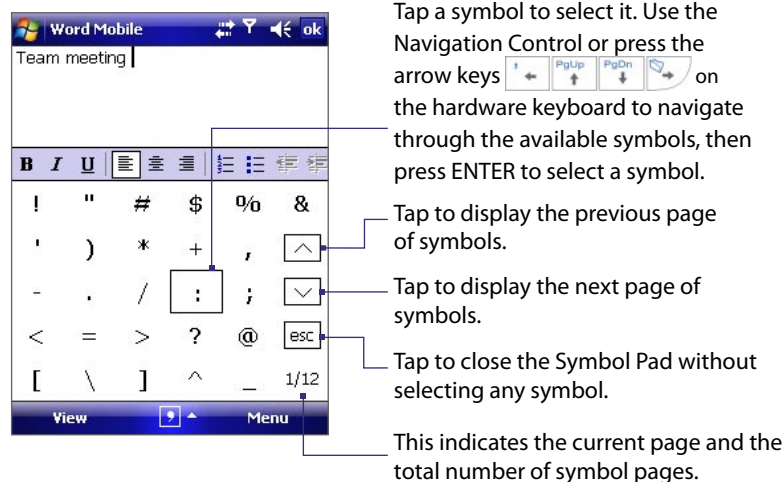 Word Mobile ok
Team meeting
B I U
! " # $ % &
' ) * + ,
- . / : ;
< = > ? @ esc
[ \ ] ^ _ 1/12
View , Menu
Tap a symbol to select it. Use the
Navigation Control or press the
arrow keys ' PgUp PgDn on
the hardware keyboard to navigate
through the available symbols, then
press ENTER to select a symbol.
Tap to display the previous page
of symbols.
Tap to display the next page of
symbols.
Tap to close the Symbol Pad without
selecting any symbol.
This indicates the current page and the
total number of symbol pages.